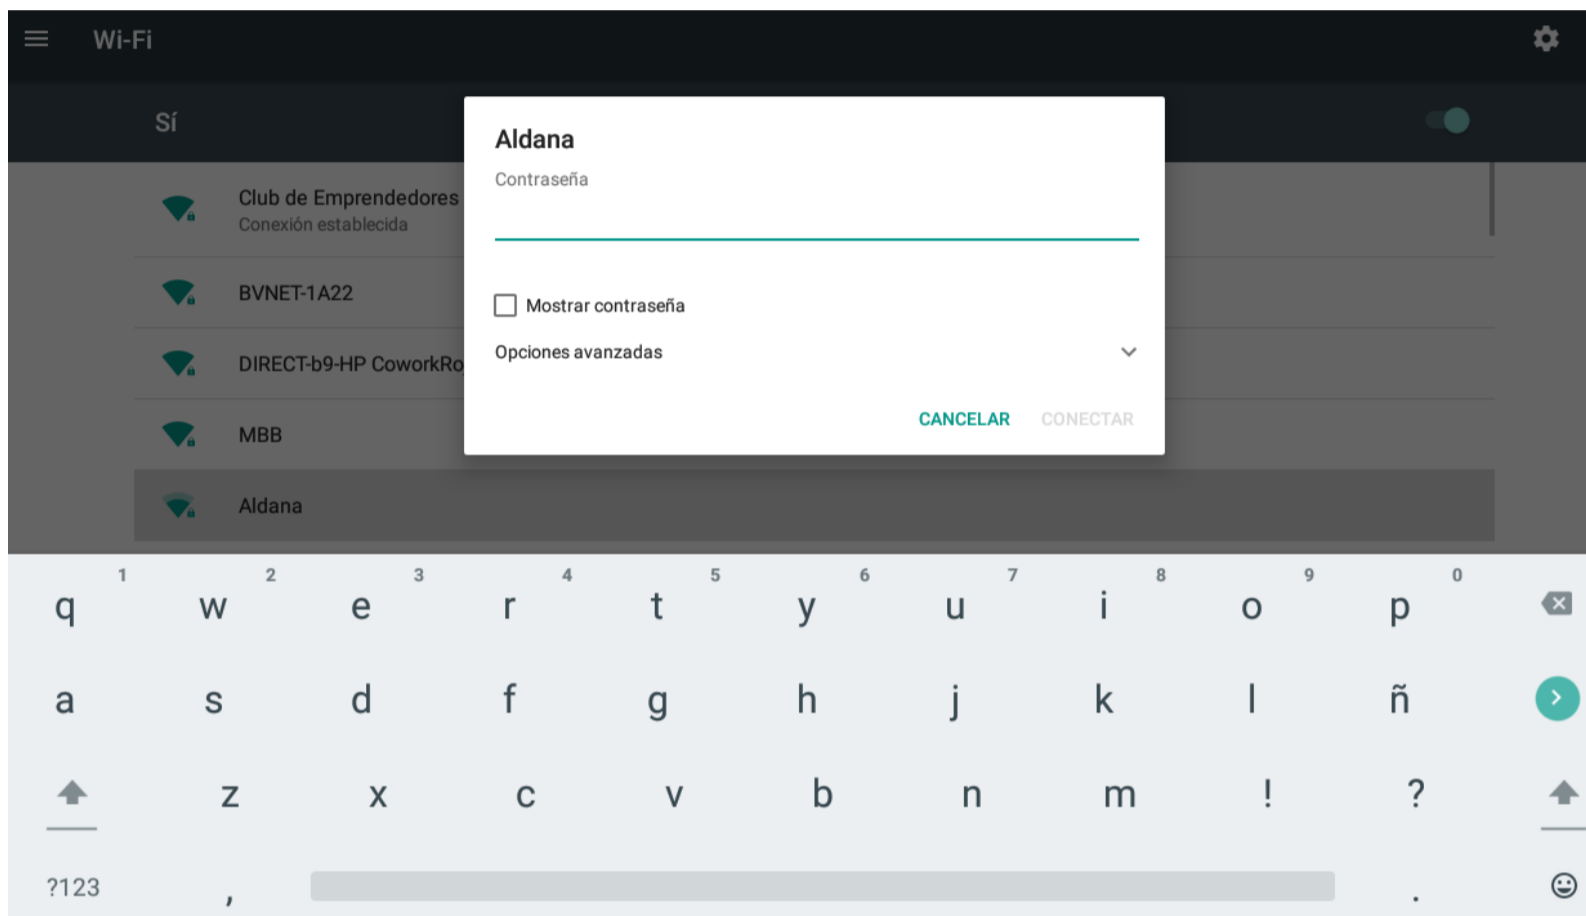 Wi-Fi
Sí
Aldana
Contraseña
Club de Emprendedores
Conexión establecida
BVNET-1A22
Mostrar contraseña
DIRECT-b9-HP CoworkRo
Opciones avanzadas
MBB
CANCELAR CONECTAR
Aldana
1 2 3 4 5 6 7 8 9 0
q w e r t y u i o p
a s d f g h j k l ñ
z x c v b n m ! ?
?123 , .